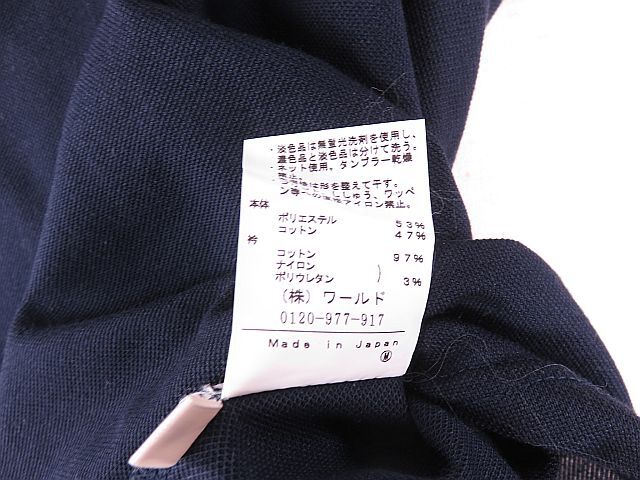 ・淡色品は無蛍光洗剤を使用し、
濃色品と淡色品は分けて洗う。
・ネット使用。タンブラー乾燥
禁止。
は形を整えて干す。
ししゅう、ワッペ
ン等 アイロン禁止。
本体
ポリエステル 53%
コットン 47%
衿
コットン 97%
ナイロン
ポリウレタン ) 3%
(株) ワールド
0120-977-917
Made in Japan Ⓦ